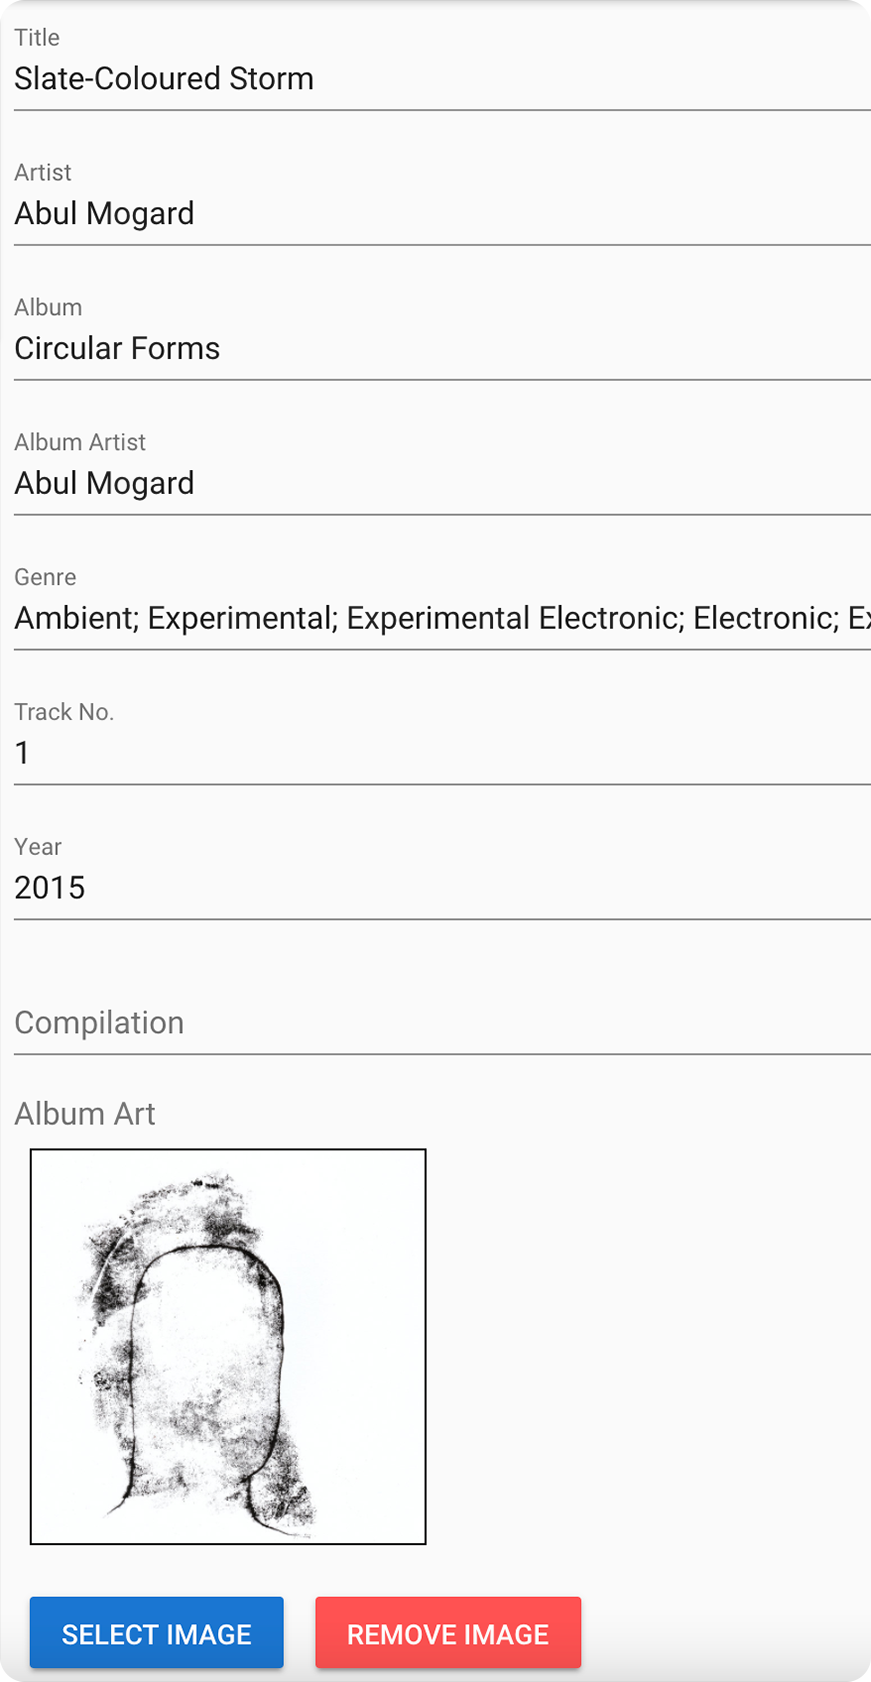 Title
Slate-Coloured Storm
Artist
Abul Mogard
Album
Circular Forms
Album Artist
Abul Mogard
Genre
Ambient; Experimental; Experimental Electronic; Electronic;
Track No.
1
Year
2015
Compilation
Album Art
SELECT IMAGE
REMOVE IMAGE